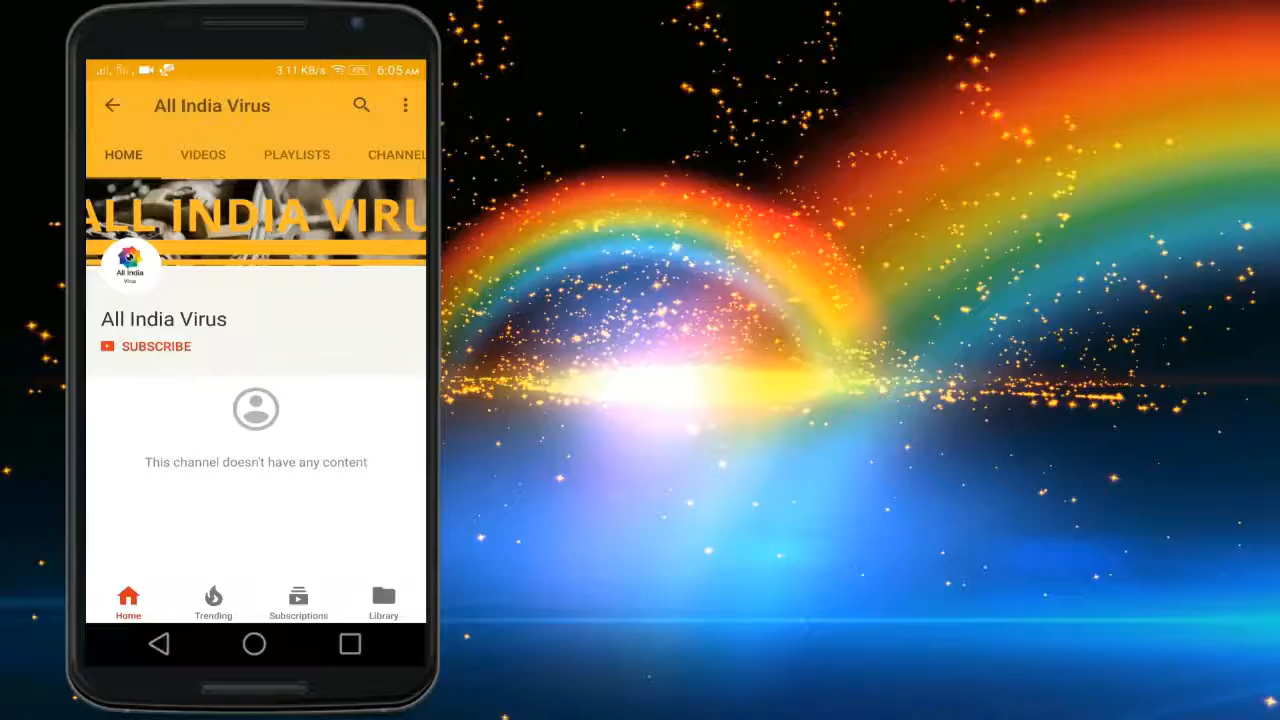 3.11 KB/s 49% 6:05 AM
All India Virus
HOME VIDEOS PLAYLISTS CHANNEL
ALL INDIA VIRU
All India
Virus
All India Virus
SUBSCRIBE
This channel doesn't have any content
Home Trending Subscriptions Library